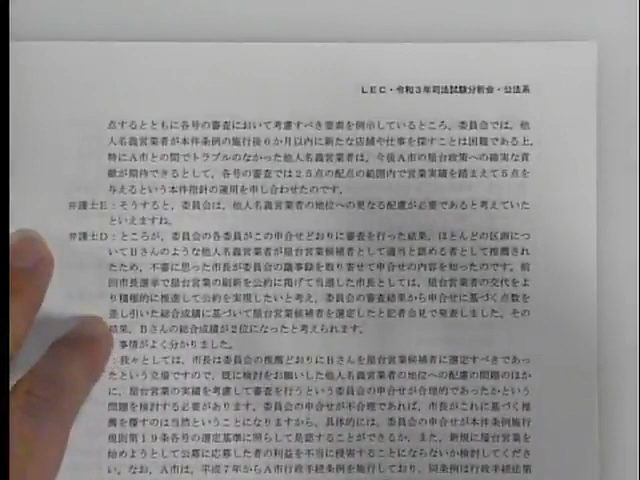 LEC・令和3年司法試験分析会・公法系
点するとともに各号の審査において考慮すべき要素を例示しているところ、委員会では、他
人名義営業者が本件条例の施行後6か月以内に新たな店舗や仕事を探すことは困難である上、
特にA市との間でトラブルのなかった他人名義営業者は、今後A市の屋台政策への確実な貢
献が期待できるとして、各号の審査では25点の配点の範囲内で営業実績を踏まえて5点を
与えるという本件指針の運用を申し合わせたのです。
弁護士E:そうすると、委員会は、他人名義営業者の地位への更なる配慮が必要であると考えていた
といえますね。
弁護士D:ところが、委員会の各委員がこの申合せどおりに審査を行った結果、ほとんどの区画につ
いてBさんのような他人名義営業者が屋台営業候補者として適当と認める者として推薦され
たため、不審に思った市長が委員会の議事録を取り寄せて申合せの内容を知ったのです。前
回市長選挙で屋台営業の刷新を公約に掲げて当選した市長としては、屋台営業者の交代をよ
り積極的に推進して公約を実現したいと考え、委員会の審査結果から申合せに基づく点数を
差し引いた総合成績に基づいて屋台営業候補者を選定したと記者会見で発表しました。その
結果、Bさんの総合成績が2位になったと考えられます。
事情がよく分かりました。
:我々としては、市長は委員会の推薦どおりにBさんを屋台営業候補者に選定すべきであっ
たという立場ですので、既に検討をお願いした他人名義営業者の地位への配慮の問題のほか
に、屋台営業の実績を考慮して審査を行うという委員会の申合せが合理的であったかという
問題を検討する必要があります。委員会の申合せが不合理であれば、市長がこれに基づく推
薦を覆すのは当然ということになりますから。具体的には、委員会の申合せが本件条例施行
規則第19条各号の選定基準に照らして是認することができるか、また、新規に屋台営業を
始めようとして公募に応募した者の利益を不当に侵害することにならないか検討してくださ
い。なお、A市は、平成7年からA市行政手続条例を施行しており、同条例は行政手続法第